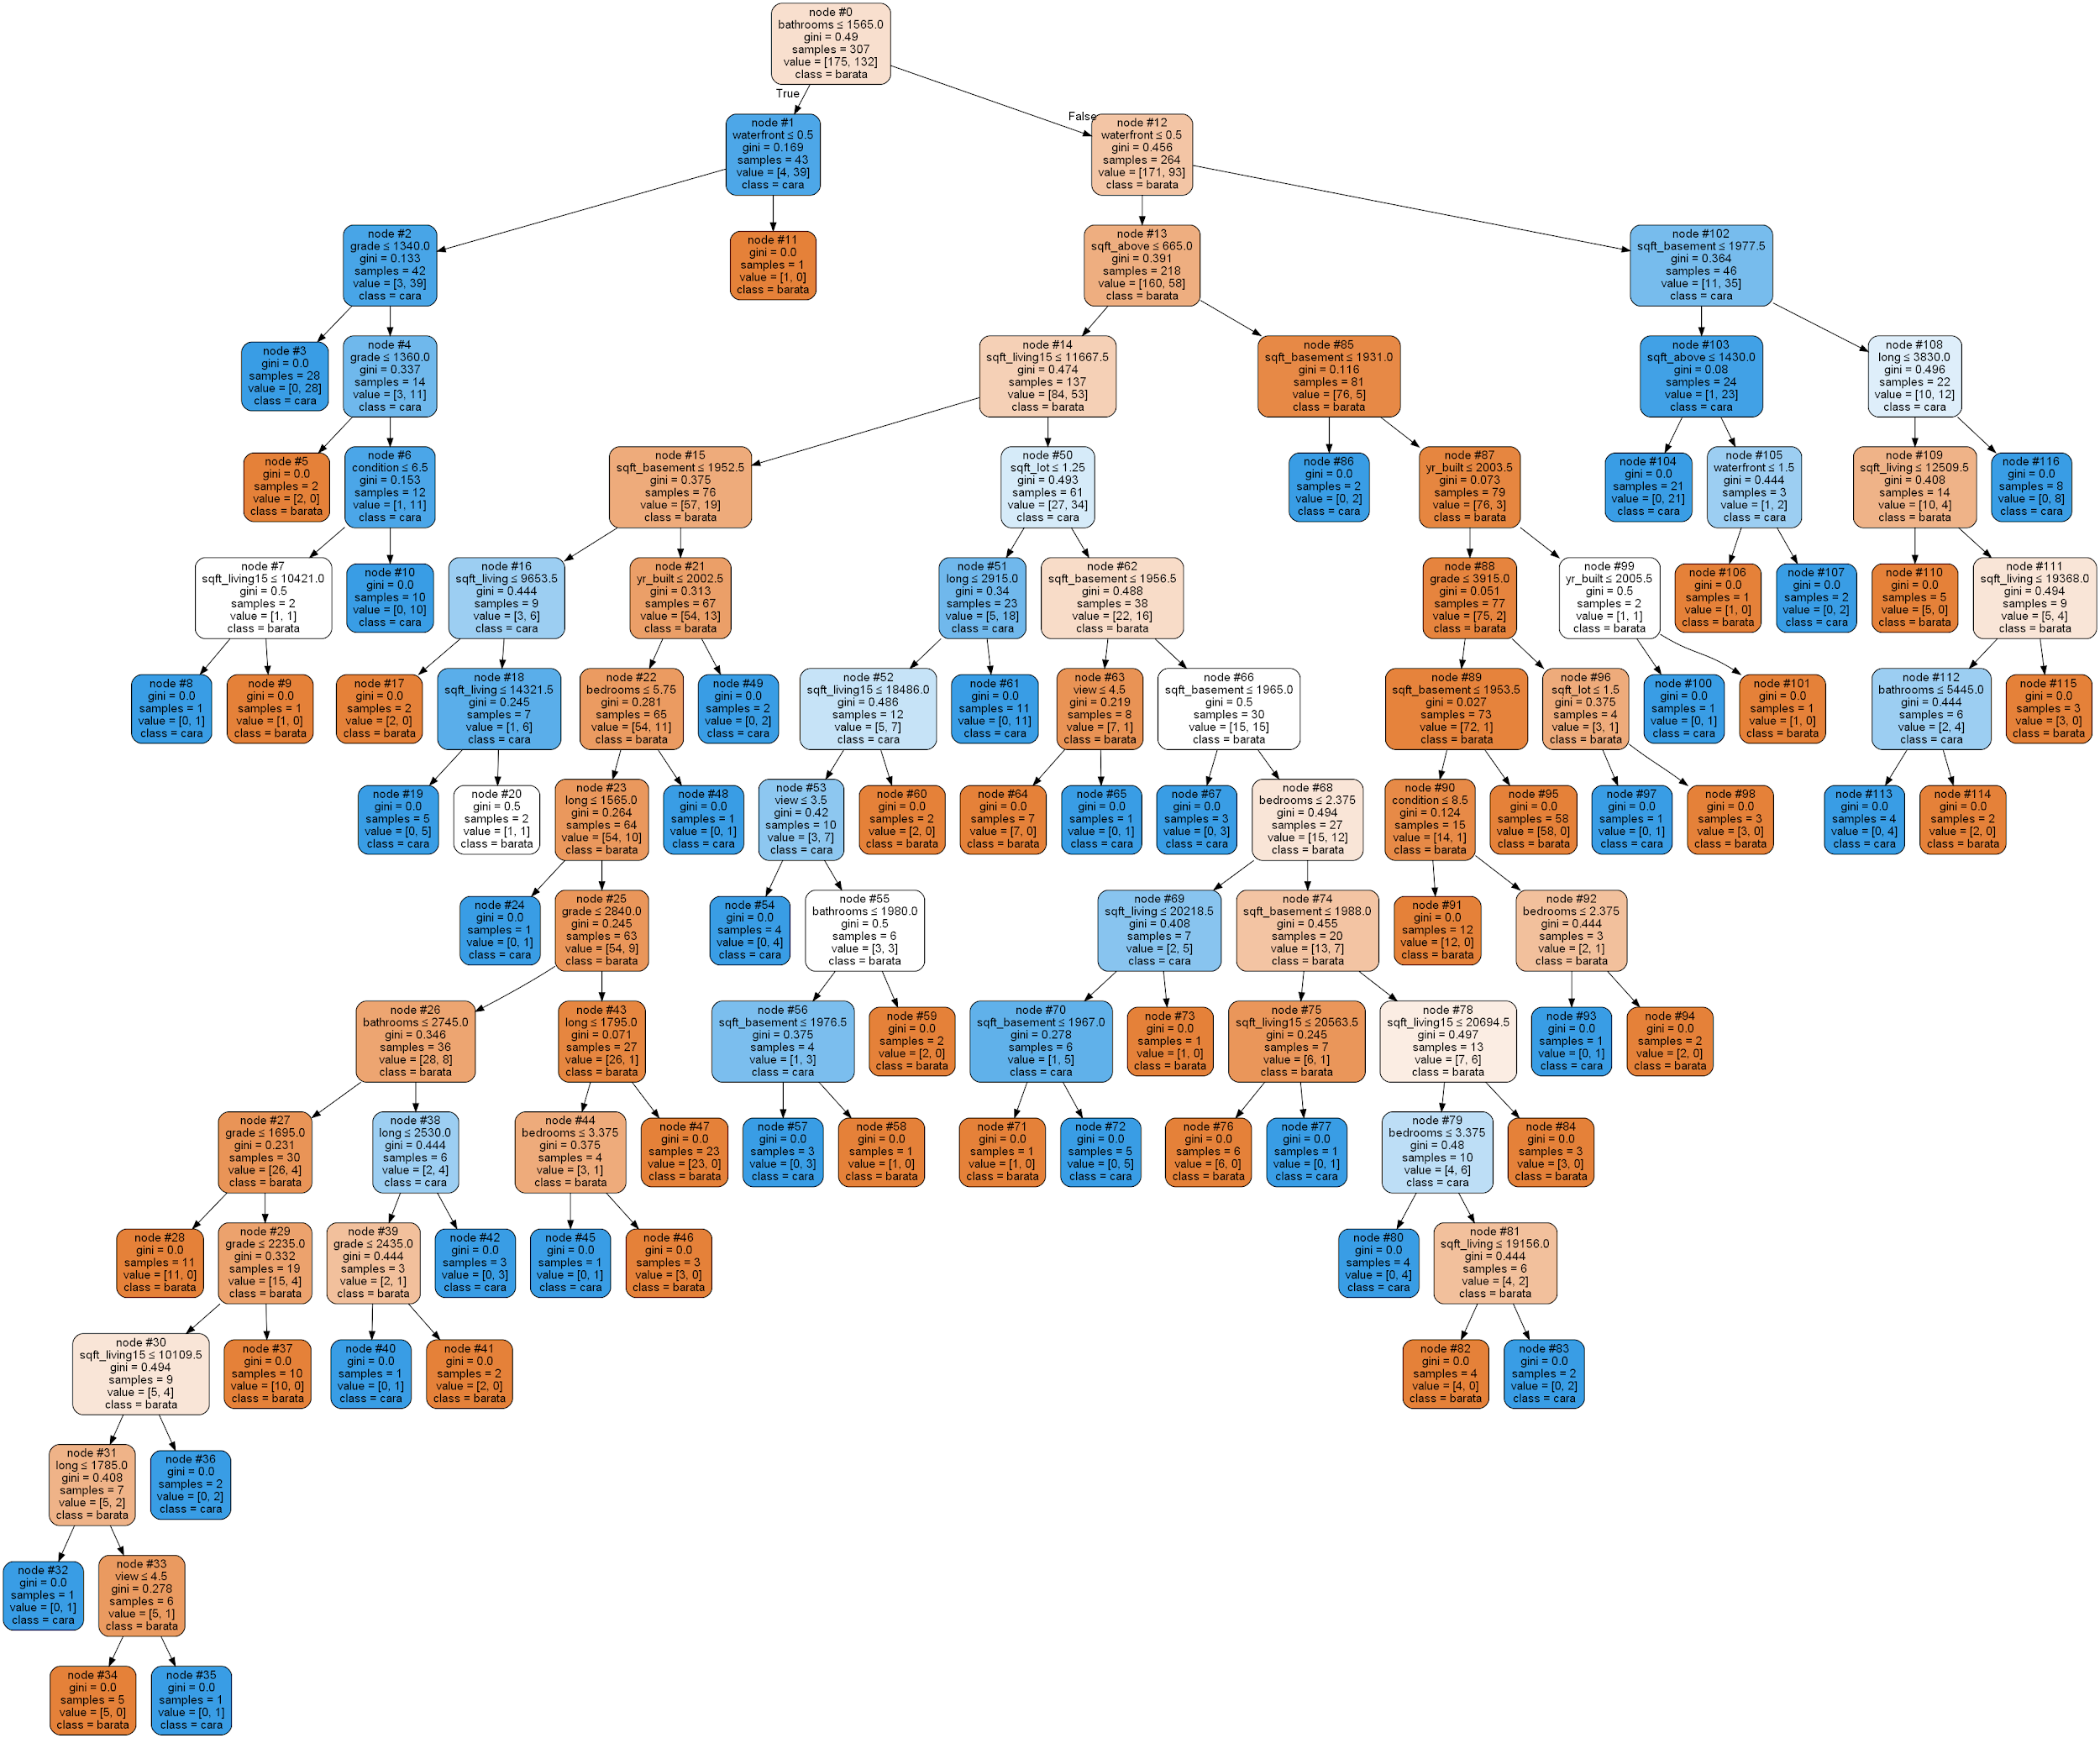 node #0
bathrooms ≤ 1565.0
gini = 0.49
samples = 307
value = [175, 132]
class = barata
True
False
node #1
waterfront ≤ 0.5
gini = 0.169
samples = 43
value = [4, 39]
class = cara
node #12
waterfront ≤ 0.5
gini = 0.456
samples = 264
value = [171, 93]
class = barata
node #2
grade ≤ 1340.0
gini = 0.133
samples = 42
value = [3, 39]
class = cara
node #11
gini = 0.0
samples = 1
value = [1, 0]
class = barata
node #13
sqft_above ≤ 665.0
gini = 0.391
samples = 218
value = [160, 58]
class = barata
node #102
sqft_basement ≤ 1977.5
gini = 0.364
samples = 46
value = [11, 35]
class = cara
node #3
gini = 0.0
samples = 28
value = [0, 28]
class = cara
node #4
grade ≤ 1360.0
gini = 0.337
samples = 14
value = [3, 11]
class = cara
node #14
sqft_living15 ≤ 11667.5
gini = 0.474
samples = 137
value = [84, 53]
class = barata
node #85
sqft_basement ≤ 1931.0
gini = 0.116
samples = 81
value = [76, 5]
class = barata
node #103
sqft_above ≤ 1430.0
gini = 0.08
samples = 24
value = [1, 23]
class = cara
node #108
long ≤ 3830.0
gini = 0.496
samples = 22
value = [10, 12]
class = cara
node #5
gini = 0.0
samples = 2
value = [2, 0]
class = barata
node #6
condition ≤ 6.5
gini = 0.153
samples = 12
value = [1, 11]
class = cara
node #15
sqft_basement ≤ 1952.5
gini = 0.375
samples = 76
value = [57, 19]
class = barata
node #50
sqft_lot ≤ 1.25
gini = 0.493
samples = 61
value = [27, 34]
class = cara
node #86
gini = 0.0
samples = 2
value = [0, 2]
class = cara
node #87
yr_built ≤ 2003.5
gini = 0.073
samples = 79
value = [76, 3]
class = barata
node #104
gini = 0.0
samples = 21
value = [0, 21]
class = cara
node #105
waterfront ≤ 1.5
gini = 0.444
samples = 3
value = [1, 2]
class = cara
node #109
sqft_living ≤ 12509.5
gini = 0.408
samples = 14
value = [10, 4]
class = barata
node #116
gini = 0.0
samples = 8
value = [0, 8]
class = cara
node #7
sqft_living15 ≤ 10421.0
gini = 0.5
samples = 2
value = [1, 1]
class = barata
node #10
gini = 0.0
samples = 10
value = [0, 10]
class = cara
node #16
sqft_living ≤ 9653.5
gini = 0.444
samples = 9
value = [3, 6]
class = cara
node #21
yr_built ≤ 2002.5
gini = 0.313
samples = 67
value = [54, 13]
class = barata
node #51
long ≤ 2915.0
gini = 0.34
samples = 23
value = [5, 18]
class = cara
node #62
sqft_basement ≤ 1956.5
gini = 0.488
samples = 38
value = [22, 16]
class = barata
node #88
grade ≤ 3915.0
gini = 0.051
samples = 77
value = [75, 2]
class = barata
node #99
yr_built ≤ 2005.5
gini = 0.5
samples = 2
value = [1, 1]
class = barata
node #106
gini = 0.0
samples = 1
value = [1, 0]
class = barata
node #107
gini = 0.0
samples = 2
value = [0, 2]
class = cara
node #110
gini = 0.0
samples = 5
value = [5, 0]
class = barata
node #111
sqft_living ≤ 19368.0
gini = 0.494
samples = 9
value = [5, 4]
class = barata
node #8
gini = 0.0
samples = 1
value = [0, 1]
class = cara
node #9
gini = 0.0
samples = 1
value = [1, 0]
class = barata
node #17
gini = 0.0
samples = 2
value = [2, 0]
class = barata
node #18
sqft_living ≤ 14321.5
gini = 0.245
samples = 7
value = [1, 6]
class = cara
node #22
bedrooms ≤ 5.75
gini = 0.281
samples = 65
value = [54, 11]
class = barata
node #49
gini = 0.0
samples = 2
value = [0, 2]
class = cara
node #52
sqft_living15 ≤ 18486.0
gini = 0.486
samples = 12
value = [5, 7]
class = cara
node #61
gini = 0.0
samples = 11
value = [0, 11]
class = cara
node #63
view ≤ 4.5
gini = 0.219
samples = 8
value = [7, 1]
class = barata
node #66
sqft_basement ≤ 1965.0
gini = 0.5
samples = 30
value = [15, 15]
class = barata
node #89
sqft_basement ≤ 1953.5
gini = 0.027
samples = 73
value = [72, 1]
class = barata
node #96
sqft_lot ≤ 1.5
gini = 0.375
samples = 4
value = [3, 1]
class = barata
node #100
gini = 0.0
samples = 1
value = [0, 1]
class = cara
node #101
gini = 0.0
samples = 1
value = [1, 0]
class = barata
node #112
bathrooms ≤ 5445.0
gini = 0.444
samples = 6
value = [2, 4]
class = cara
node #115
gini = 0.0
samples = 3
value = [3, 0]
class = barata
node #19
gini = 0.0
samples = 5
value = [0, 5]
class = cara
node #20
gini = 0.5
samples = 2
value = [1, 1]
class = barata
node #23
long ≤ 1565.0
gini = 0.264
samples = 64
value = [54, 10]
class = barata
node #48
gini = 0.0
samples = 1
value = [0, 1]
class = cara
node #53
view ≤ 3.5
gini = 0.42
samples = 10
value = [3, 7]
class = cara
node #60
gini = 0.0
samples = 2
value = [2, 0]
class = barata
node #64
gini = 0.0
samples = 7
value = [7, 0]
class = barata
node #65
gini = 0.0
samples = 1
value = [0, 1]
class = cara
node #67
gini = 0.0
samples = 3
value = [0, 3]
class = cara
node #68
bedrooms ≤ 2.375
gini = 0.494
samples = 27
value = [15, 12]
class = barata
node #90
condition ≤ 8.5
gini = 0.124
samples = 15
value = [14, 1]
class = barata
node #95
gini = 0.0
samples = 58
value = [58, 0]
class = barata
node #97
gini = 0.0
samples = 1
value = [0, 1]
class = cara
node #98
gini = 0.0
samples = 3
value = [3, 0]
class = barata
node #113
gini = 0.0
samples = 4
value = [0, 4]
class = cara
node #114
gini = 0.0
samples = 2
value = [2, 0]
class = barata
node #24
gini = 0.0
samples = 1
value = [0, 1]
class = cara
node #25
grade ≤ 2840.0
gini = 0.245
samples = 63
value = [54, 9]
class = barata
node #54
gini = 0.0
samples = 4
value = [0, 4]
class = cara
node #55
bathrooms ≤ 1980.0
gini = 0.5
samples = 6
value = [3, 3]
class = barata
node #69
sqft_living ≤ 20218.5
gini = 0.408
samples = 7
value = [2, 5]
class = cara
node #74
sqft_basement ≤ 1988.0
gini = 0.455
samples = 20
value = [13, 7]
class = barata
node #91
gini = 0.0
samples = 12
value = [12, 0]
class = barata
node #92
bedrooms ≤ 2.375
gini = 0.444
samples = 3
value = [2, 1]
class = barata
node #26
bathrooms ≤ 2745.0
gini = 0.346
samples = 36
value = [28, 8]
class = barata
node #43
long ≤ 1795.0
gini = 0.071
samples = 27
value = [26, 1]
class = barata
node #56
sqft_basement ≤ 1976.5
gini = 0.375
samples = 4
value = [1, 3]
class = cara
node #59
gini = 0.0
samples = 2
value = [2, 0]
class = barata
node #70
sqft_basement ≤ 1967.0
gini = 0.278
samples = 6
value = [1, 5]
class = cara
node #73
gini = 0.0
samples = 1
value = [1, 0]
class = barata
node #75
sqft_living15 ≤ 20563.5
gini = 0.245
samples = 7
value = [6, 1]
class = barata
node #78
sqft_living15 ≤ 20694.5
gini = 0.497
samples = 13
value = [7, 6]
class = barata
node #93
gini = 0.0
samples = 1
value = [0, 1]
class = cara
node #94
gini = 0.0
samples = 2
value = [2, 0]
class = barata
node #27
grade ≤ 1695.0
gini = 0.231
samples = 30
value = [26, 4]
class = barata
node #38
long ≤ 2530.0
gini = 0.444
samples = 6
value = [2, 4]
class = cara
node #44
bedrooms ≤ 3.375
gini = 0.375
samples = 4
value = [3, 1]
class = barata
node #47
gini = 0.0
samples = 23
value = [23, 0]
class = barata
node #57
gini = 0.0
samples = 3
value = [0, 3]
class = cara
node #58
gini = 0.0
samples = 1
value = [1, 0]
class = barata
node #71
gini = 0.0
samples = 1
value = [1, 0]
class = barata
node #72
gini = 0.0
samples = 5
value = [0, 5]
class = cara
node #76
gini = 0.0
samples = 6
value = [6, 0]
class = barata
node #77
gini = 0.0
samples = 1
value = [0, 1]
class = cara
node #79
bedrooms ≤ 3.375
gini = 0.48
samples = 10
value = [4, 6]
class = cara
node #84
gini = 0.0
samples = 3
value = [3, 0]
class = barata
node #28
gini = 0.0
samples = 11
value = [11, 0]
class = barata
node #29
grade ≤ 2235.0
gini = 0.332
samples = 19
value = [15, 4]
class = barata
node #39
grade ≤ 2435.0
gini = 0.444
samples = 3
value = [2, 1]
class = barata
node #42
gini = 0.0
samples = 3
value = [0, 3]
class = cara
node #45
gini = 0.0
samples = 1
value = [0, 1]
class = cara
node #46
gini = 0.0
samples = 3
value = [3, 0]
class = barata
node #80
gini = 0.0
samples = 4
value = [0, 4]
class = cara
node #81
sqft_living ≤ 19156.0
gini = 0.444
samples = 6
value = [4, 2]
class = barata
node #30
sqft_living15 ≤ 10109.5
gini = 0.494
samples = 9
value = [5, 4]
class = barata
node #37
gini = 0.0
samples = 10
value = [10, 0]
class = barata
node #40
gini = 0.0
samples = 1
value = [0, 1]
class = cara
node #41
gini = 0.0
samples = 2
value = [2, 0]
class = barata
node #82
gini = 0.0
samples = 4
value = [4, 0]
class = barata
node #83
gini = 0.0
samples = 2
value = [0, 2]
class = cara
node #31
long ≤ 1785.0
gini = 0.408
samples = 7
value = [5, 2]
class = barata
node #36
gini = 0.0
samples = 2
value = [0, 2]
class = cara
node #32
gini = 0.0
samples = 1
value = [0, 1]
class = cara
node #33
view ≤ 4.5
gini = 0.278
samples = 6
value = [5, 1]
class = barata
node #34
gini = 0.0
samples = 5
value = [5, 0]
class = barata
node #35
gini = 0.0
samples = 1
value = [0, 1]
class = cara